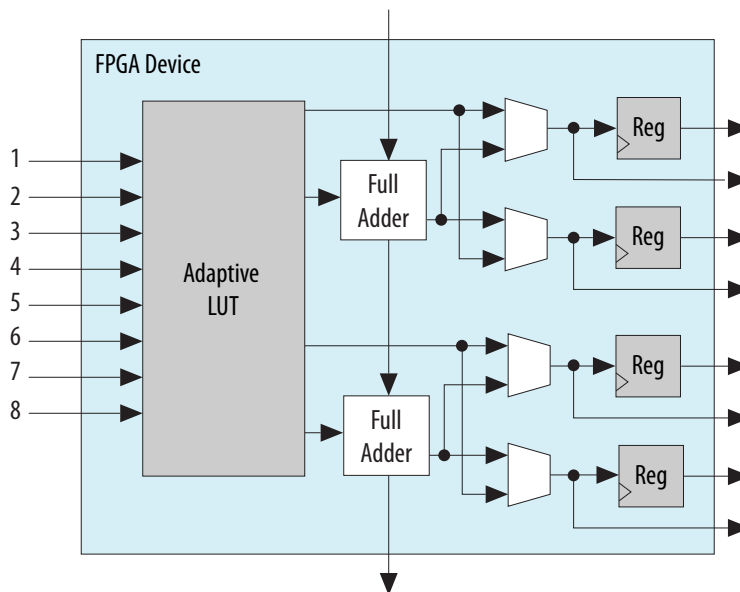 FPGA Device
1
2
3
4
5
6
7
8
Adaptive
LUT
Full
Adder
Full
Adder
Reg
Reg
Reg
Reg